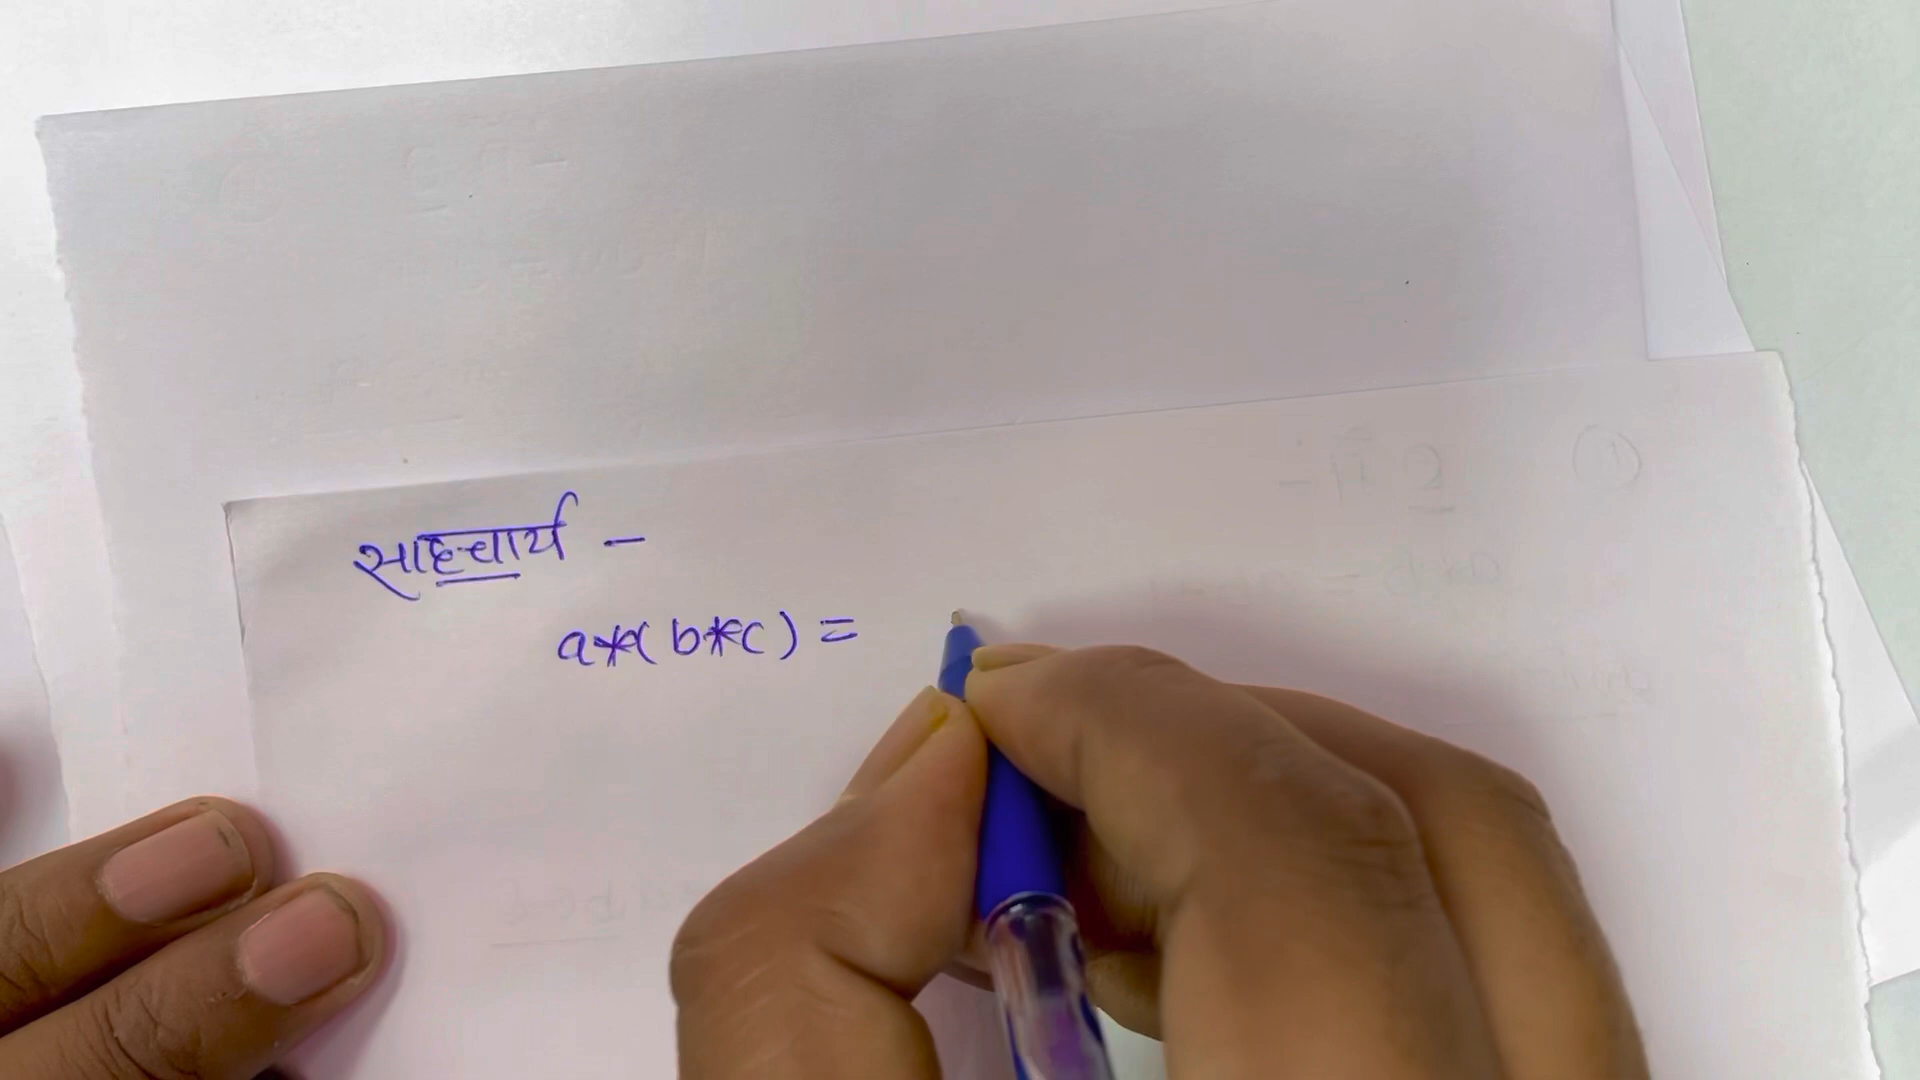 साहचार्य -
a*(b*c) =